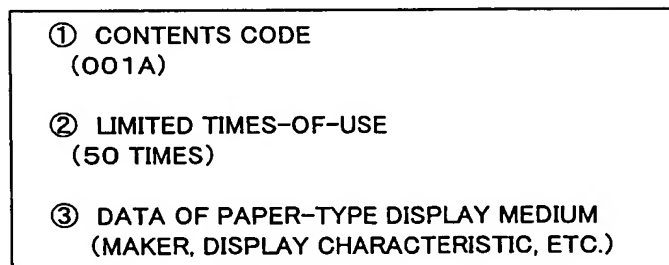 ① CONTENTS CODE
(001A)
② LIMITED TIMES-OF-USE
(50 TIMES)
③ DATA OF PAPER-TYPE DISPLAY MEDIUM
(MAKER, DISPLAY CHARACTERISTIC, ETC.)